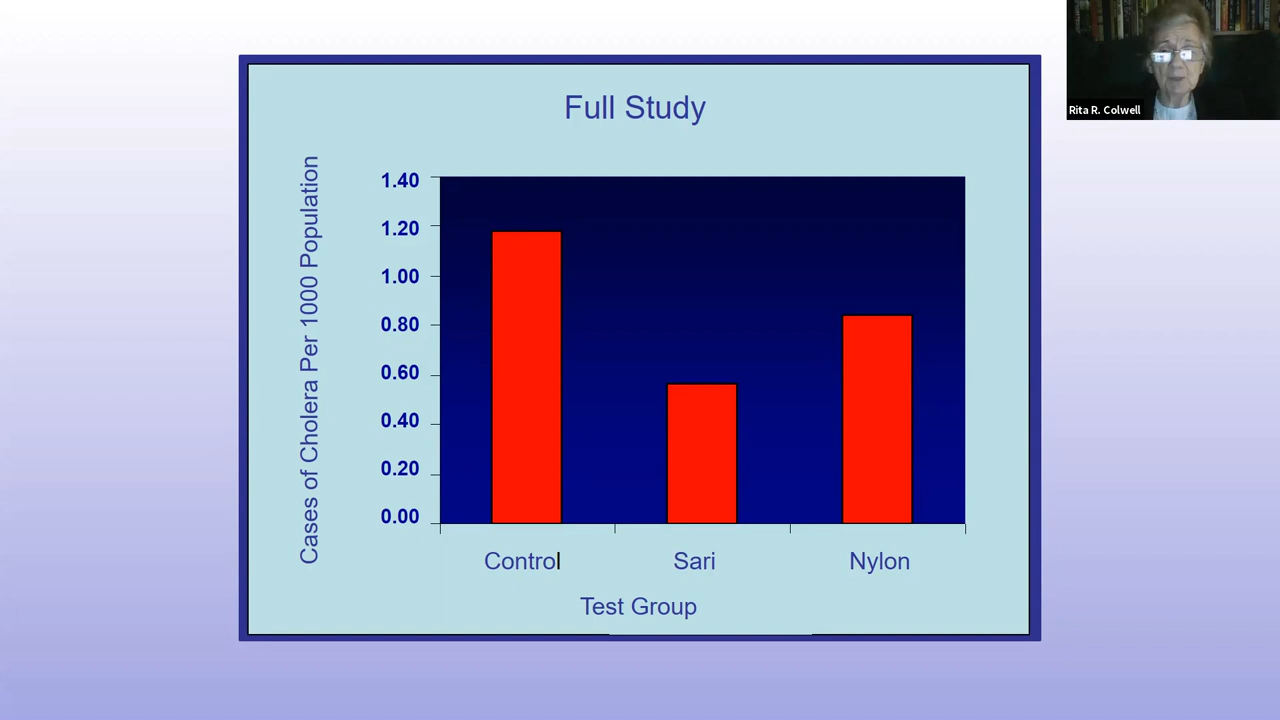 Full Study
Cases of Cholera Per 1000 Population
1.40
1.20
1.00
0.80
0.60
0.40
0.20
0.00
Control
Sari
Nylon
Test Group
Rita R. Colwell